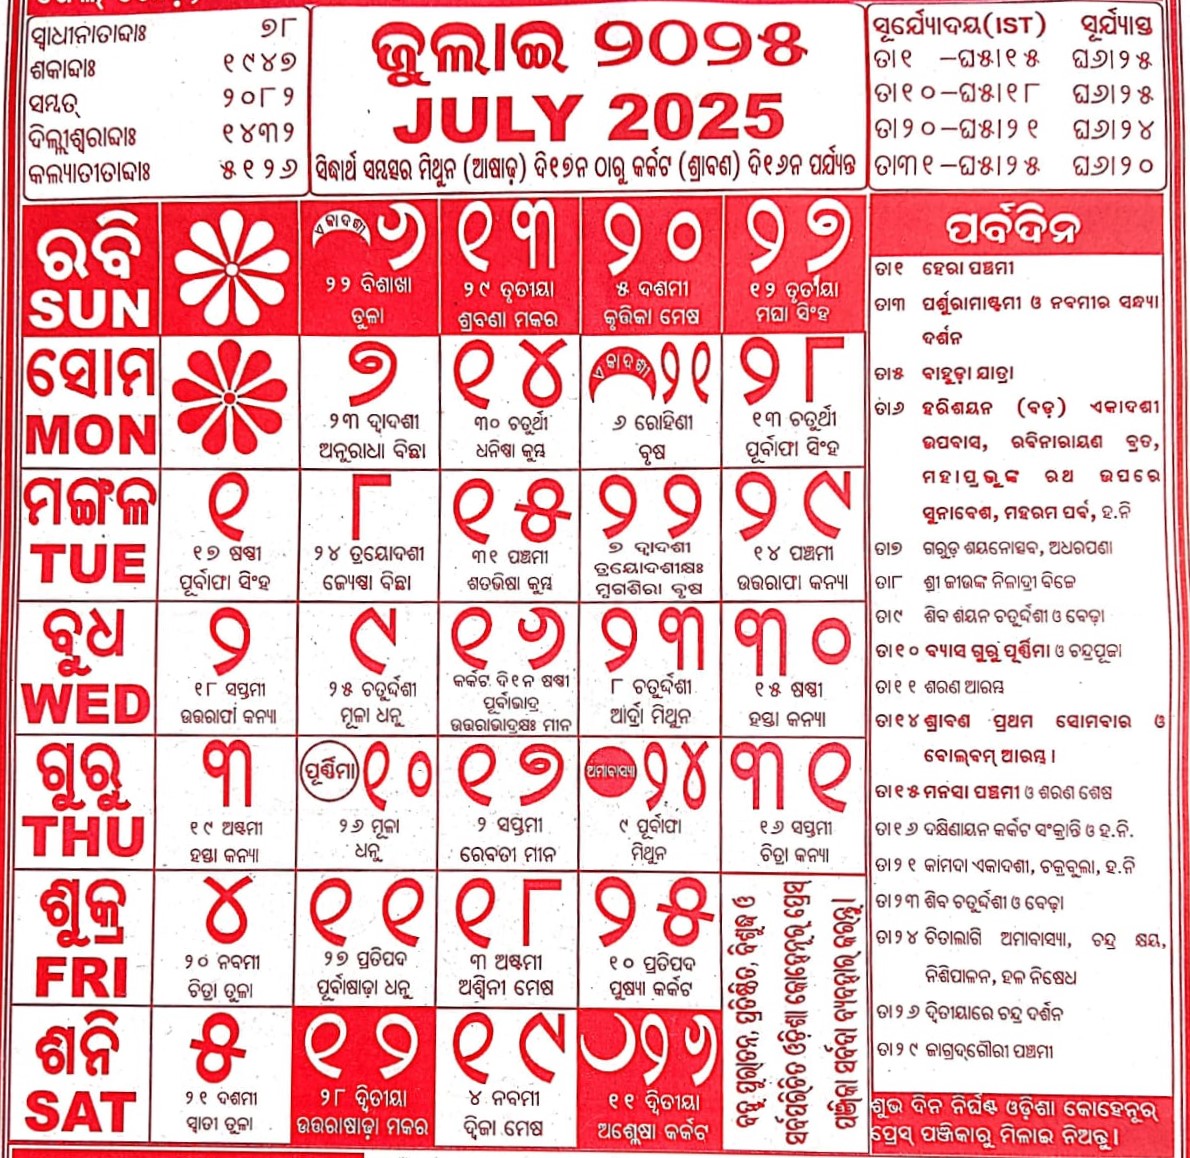 ସ୍ୱାଧୀନତାବ୍ଦାଃ ୭୮
ଶକାବ୍ଦାଃ ୧୯୪୭
ସମ୍ବତ୍ ୨୦୮୨
ଦିଲ୍ଲୀଶ୍ୱରାବ୍ଦାଃ ୧୪୩୨
କଲ୍ୟାତୀତାବ୍ଦାଃ ୫୧୨୬
ଜୁଲାଇ ୨୦୨୫
JULY 2025
ସିଦ୍ଧାର୍ଥ ସମ୍ବତ୍ସର ମିଥୁନ (ଆଷାଢ଼) ଦି୧୭ନ ଠାରୁ କର୍କଟ (ଶ୍ରାବଣ) ଦି୧୬ନ ପର୍ଯ୍ୟନ୍ତ
ସୂର୍ଯ୍ୟୋଦୟ(IST) ସୂର୍ଯ୍ୟାସ୍ତ
ତା୧ –ଘ୫ା୧୫ ଘ୬ା୨୫
ତା୧୦–ଘ୫ା୧୮ ଘ୬ା୨୫
ତା୨୦–ଘ୫ା୨୧ ଘ୬ା୨୪
ତା୩୧–ଘ୫ା୨୫ ଘ୬ା୨୦
ରବି ଏକାଦଶୀ ୬ ୧୩ ୨୦ ୨୭
SUN ୨୨ ବିଶାଖା ୨୯ ତୃତୀୟା ୫ ଦଶମୀ ୧୨ ତୃତୀୟା
ତୁଳା ଶ୍ରବଣା ମକର କୃତ୍ତିକା ମେଷ ମଘା ସିଂହ
ସୋମ ୭ ୧୪ ଏକାଦଶୀ ୨୧ ୨୮
MON ୨୩ ଦ୍ୱାଦଶୀ ୩୦ ଚତୁର୍ଥୀ ୬ ରୋହିଣୀ ୧୩ ଚତୁର୍ଥୀ
ଅନୁରାଧା ବିଛା ଧନିଷ୍ଠା କୁମ୍ଭ ବୃଷ ପୂର୍ବାଫା ସିଂହ
ମଙ୍ଗଳ ୧ ୮ ୧୫ ୨୨ ୨୯
TUE ୧୭ ଷଷ୍ଠୀ ୨୪ ତ୍ରୟୋଦଶୀ ୩୧ ପଞ୍ଚମୀ ୭ ଦ୍ୱାଦଶୀ ୧୪ ପଞ୍ଚମୀ
ତ୍ରୟୋଦଶୀକ୍ଷଃ
ପୂର୍ବାଫା ସିଂହ ଜ୍ୟେଷ୍ଠା ବିଛା ଶତଭିଷା କୁମ୍ଭ ମୃଗଶିରା ବୃଷ ଉତ୍ତରାଫା କନ୍ୟା
ବୁଧ ୨ ୯ ୧୬ ୨୩ ୩୦
WED ୧୮ ସପ୍ତମୀ ୨୫ ଚତୁର୍ଦ୍ଦଶୀ କର୍କଟ ଦି୧ନ ଷଷ୍ଠୀ ୮ ଚତୁର୍ଦ୍ଦଶୀ ୧୫ ଷଷ୍ଠୀ
ପୂର୍ବାଭାଦ୍ର
ଉତ୍ତରାଫା କନ୍ୟା ମୂଳା ଧନୁ ଉତ୍ତରାଭାଦ୍ରକ୍ଷଃ ମୀନ ଆର୍ଦ୍ରା ମିଥୁନ ହସ୍ତା କନ୍ୟା
ଗୁରୁ ୩ ପୂର୍ଣ୍ଣିମା ୧୦ ୧୭ ଅମାବାସ୍ୟା ୨୪ ୩୧
THU ୧୯ ଅଷ୍ଟମୀ ୨୬ ମୂଳା ୨ ସପ୍ତମୀ ୯ ପୂର୍ବାଫା ୧୬ ସପ୍ତମୀ
ହସ୍ତା କନ୍ୟା ଧନୁ ରେବତୀ ମୀନ ମିଥୁନ ଚିତ୍ରା କନ୍ୟା
ଶୁକ୍ର ୪ ୧୧ ୧୮ ୨୫
FRI ୨୦ ନବମୀ ୨୭ ପ୍ରତିପଦ ୩ ଅଷ୍ଟମୀ ୧୦ ପ୍ରତିପଦ
ଚିତ୍ରା ତୁଳା ପୂର୍ବାଷାଢ଼ା ଧନୁ ଅଶ୍ୱିନୀ ମେଷ ପୁଷ୍ୟା କର୍କଟ
ଶନି ୫ ୧୨ ୧୯ ୨୬
SAT ୨୧ ଦଶମୀ ୨୮ ଦ୍ୱିତୀୟା ୪ ନବମୀ ୧୧ ଦ୍ୱିତୀୟା
ସ୍ୱାତୀ ତୁଳା ଉତ୍ତରାଷାଢ଼ା ମକର ଦ୍ୱିଜା ମେଷ ଅଶ୍ଳେଷା କର୍କଟ
ବହୁ ପୁରାତନ, ପ୍ରତିଷ୍ଠିତ, ବିଶୁଦ୍ଧ ଓ
ସର୍ବପରିଚିତ ଓଡ଼ିଶା କୋହେନୂର୍ ପ୍ରେସ୍
ପଞ୍ଜିକା ସର୍ବଦା ବ୍ୟବହାର କରନ୍ତୁ।
ପର୍ବଦିନ
ତା୧ ହେରା ପଞ୍ଚମୀ
ତା୩ ପର୍ଶୁରାମାଷ୍ଟମୀ ଓ ନବମୀର ସନ୍ଧ୍ୟା
ଦର୍ଶନ
ତା୫ ବାହୁଡ଼ା ଯାତ୍ରା
ତା୬ ହରିଶୟନ (ବଡ଼) ଏକାଦଶୀ
ଉପବାସ, ରବିନାରାୟଣ ବ୍ରତ,
ମହାପ୍ରଭୁଙ୍କ ରଥ ଉପରେ
ସୁନାବେଶ, ମହରମ ପର୍ବ, ହ.ନି
ତା୭ ଗରୁଡ଼ ଶୟନୋତ୍ସବ, ଅଧରପଣା
ତା୮ ଶ୍ରୀ ଜୀଉଙ୍କ ନିଳାଦ୍ରୀ ବିଜେ
ତା୯ ଶିବ ଶୟନ ଚତୁର୍ଦ୍ଦଶୀ ଓ ବେଢ଼ା
ତା୧୦ ବ୍ୟାସ ଗୁରୁ ପୂର୍ଣ୍ଣିମା ଓ ଚନ୍ଦ୍ରପୂଜା
ତା୧୧ ଶରଣ ଆରମ୍ଭ
ତା୧୪ ଶ୍ରାବଣ ପ୍ରଥମ ସୋମବାର ଓ
ବୋଲ୍‌ବମ୍ ଆରମ୍ଭ।
ତା୧୫ ମନସା ପଞ୍ଚମୀ ଓ ଶରଣ ଶେଷ
ତା୧୬ ଦକ୍ଷିଣାୟନ କର୍କଟ ସଂକ୍ରାନ୍ତି ଓ ହ.ନି.
ତା୨୧ କାମଦା ଏକାଦଶୀ, ଚକ୍ରବୁଲା, ହ.ନି
ତା୨୩ ଶିବ ଚତୁର୍ଦ୍ଦଶୀ ଓ ବେଢ଼ା
ତା୨୪ ଚିତାଲାଗି ଅମାବାସ୍ୟା, ଚନ୍ଦ୍ର କ୍ଷୟ,
ନିଶିପାଳନ, ହଳ ନିଷେଧ
ତା୨୬ ଦ୍ୱିତୀୟାରେ ଚନ୍ଦ୍ର ଦର୍ଶନ
ତା୨୯ ଜାଗ୍ରଦ୍‌ଗୌରୀ ପଞ୍ଚମୀ
ଶୁଭ ଦିନ ନିର୍ଘଣ୍ଟ ଓଡ଼ିଶା କୋହେନୂର୍
ପ୍ରେସ୍ ପଞ୍ଜିକାରୁ ମିଳାଇ ନିଅନ୍ତୁ।